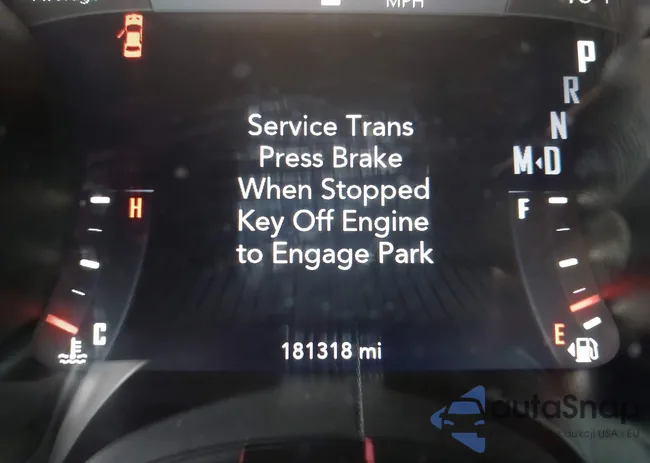 MPH
P
R
N
M D
Service Trans
Press Brake
When Stopped
Key Off Engine
to Engage Park
H
F
C
E
181318 mi
autoSnap